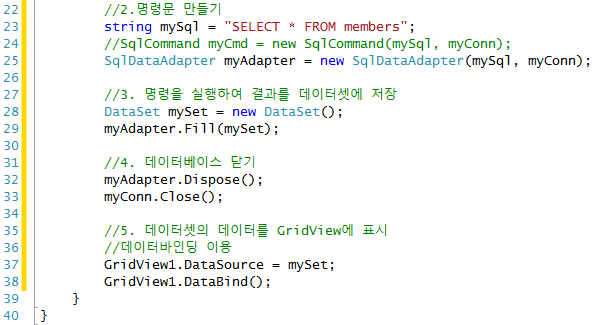 22 //2.명령문 만들기
23 string mySql = "SELECT * FROM members";
24 //SqlCommand myCmd = new SqlCommand(mySql, myConn);
25 SqlDataAdapter myAdapter = new SqlDataAdapter(mySql, myConn);
26
27 //3. 명령을 실행하여 결과를 데이터셋에 저장
28 DataSet mySet = new DataSet();
29 myAdapter.Fill(mySet);
30
31 //4. 데이터베이스 닫기
32 myAdapter.Dispose();
33 myConn.Close();
34
35 //5. 데이터셋의 데이터를 GridView에 표시
36 //데이터바인딩 이용
37 GridView1.DataSource = mySet;
38 GridView1.DataBind();
39 }
40 }